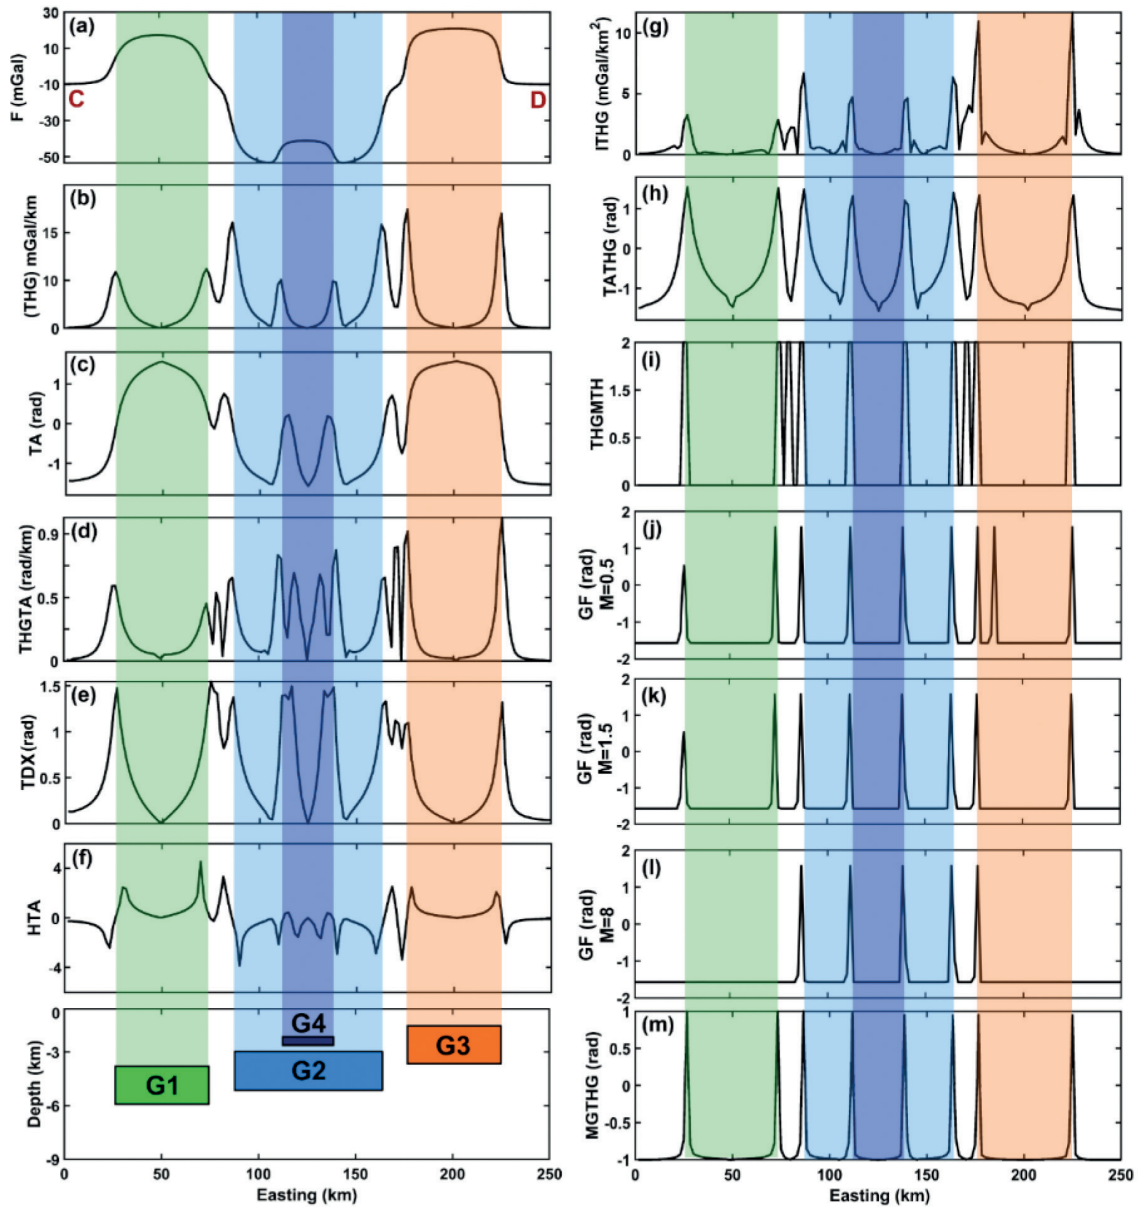 (a)
F (mGal)
30
10
-10
-30
-50
C
D
(b)
(THG) mGal/km
15
10
0
(c)
TA (rad)
1
0
-1
(d)
THGTA (rad/km)
0.9
0.5
0
(e)
TDX (rad)
1.5
1
0.5
0
(f)
HTA
4
0
-4
Depth (km)
0
-3
-6
-9
G1
G2
G3
G4
0 50 100 150 200 250
Easting (km)
(g)
ITHG (mGal/km²)
10
5
0
(h)
TATHG (rad)
1
0
-1
(i)
THGMTH
2
1.5
0.5
0
(j)
GF (rad)
M=0.5
2
1
0
-1
-2
(k)
GF (rad)
M=1.5
2
1
0
-1
-2
(l)
GF (rad)
M=8
2
1
0
-1
-2
(m)
MGTHG (rad)
1
0.5
0
-0.5
-1
0 50 100 150 200 250
Easting (km)